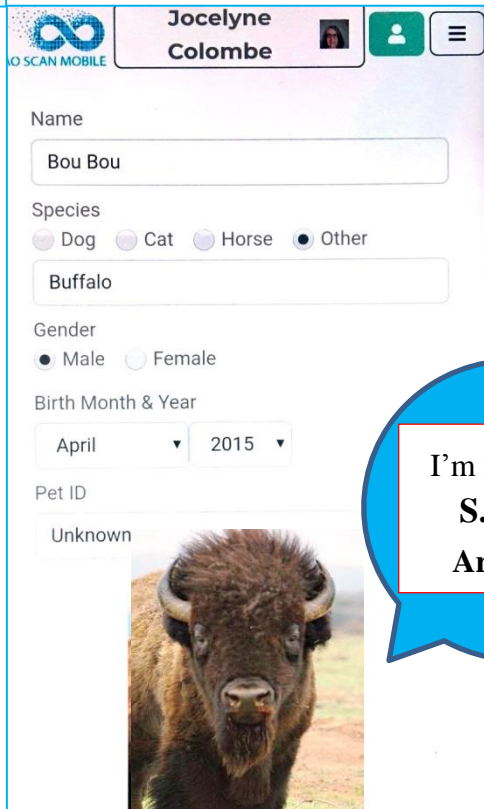 Jocelyne
Colombe
SCAN MOBILE
Name
Bou Bou
Species
Dog Cat Horse Other
Buffalo
Gender
Male Female
Birth Month & Year
April 2015
Pet ID
Unknown
I'm
S.